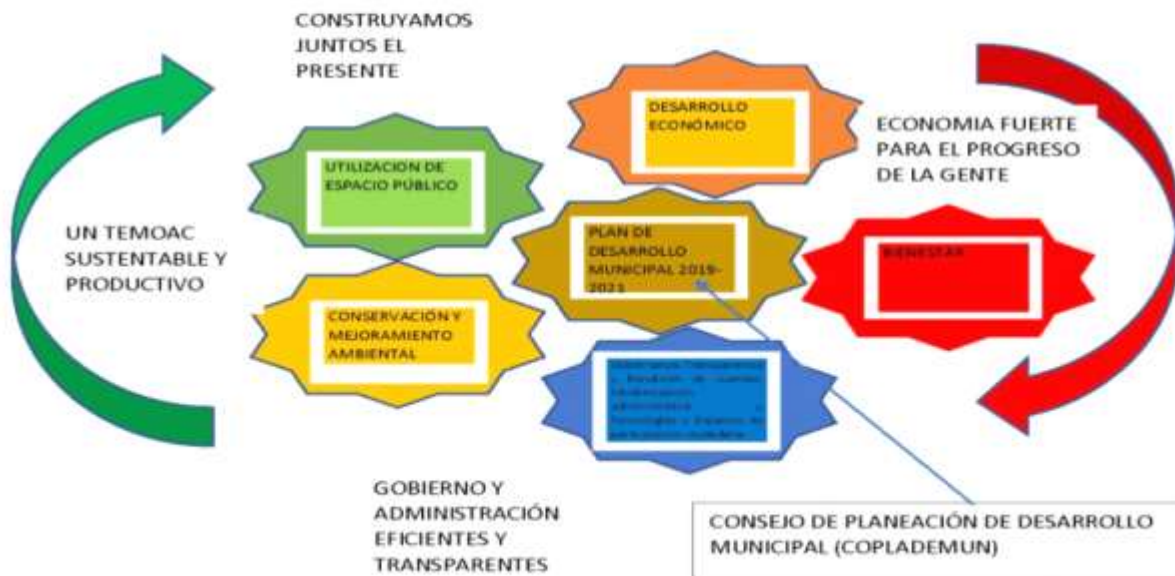 CONSTRUYAMOS
JUNTOS EL
PRESENTE
DESARROLLO
ECONÓMICO
ECONOMIA FUERTE
PARA EL PROGRESO
DE LA GENTE
UTILIZACION DE
ESPACIO PÚBLICO
UN TEMOAC
SUSTENTABLE Y
PRODUCTIVO
PLAN DE
DESARROLLO
MUNICIPAL 2019-
2021
BIENESTAR
CONSERVACIÓN Y
MEJORAMIENTO
AMBIENTAL
GOBIERNO Y
ADMINISTRACIÓN
EFICIENTES Y
TRANSPARENTES
CONSEJO DE PLANEACIÓN DE DESARROLLO
MUNICIPAL (COPLADEMUN)